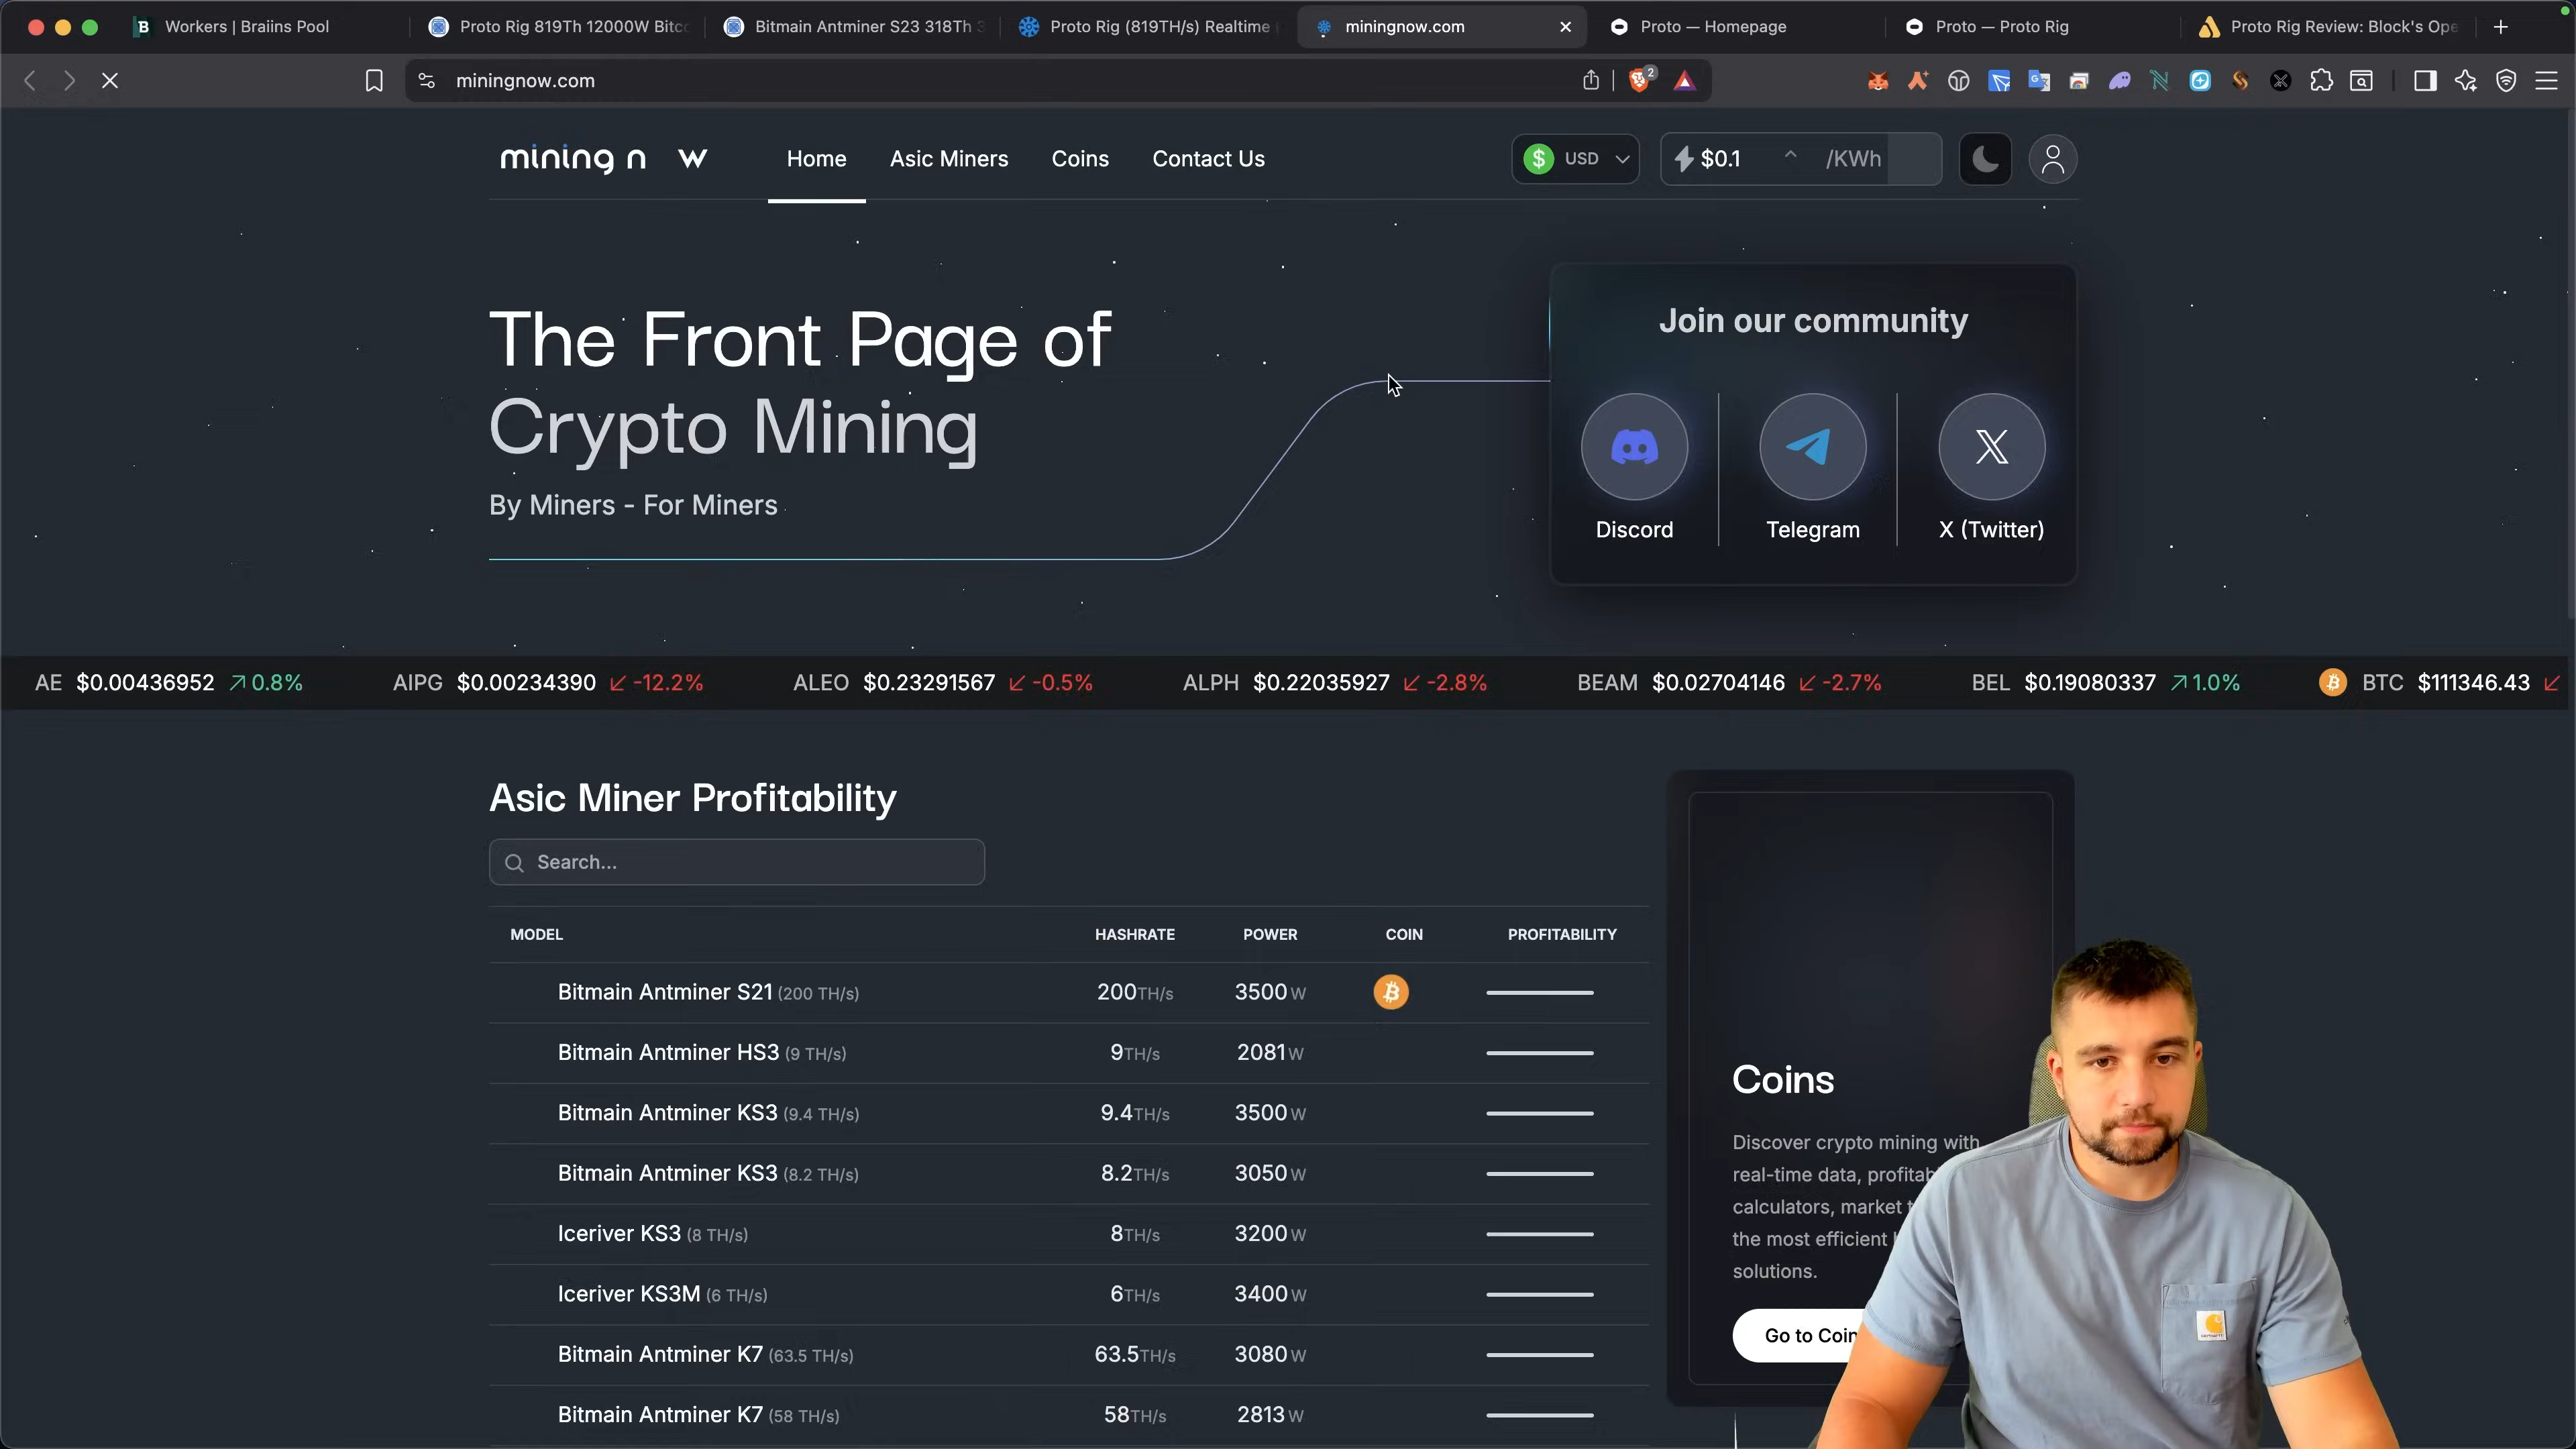 B Workers | Braiins Pool
Proto Rig 819Th 12000W Bitc
Bitmain Antminer S23 318Th 3
Proto Rig (819TH/s) Realtime
miningnow.com
Proto — Homepage
Proto — Proto Rig
Proto Rig Review: Block's Ope
miningnow.com
2
mining n w
Home
Asic Miners
Coins
Contact Us
$ USD
$0.1 /KWh
The Front Page of
Crypto Mining
By Miners - For Miners
Join our community
Discord
Telegram
X (Twitter)
AE $0.00436952 0.8%
AIPG $0.00234390 -12.2%
ALEO $0.23291567 -0.5%
ALPH $0.22035927 -2.8%
BEAM $0.02704146 -2.7%
BEL $0.19080337 1.0%
BTC $111346.43
Asic Miner Profitability
Search...
MODEL HASHRATE POWER COIN PROFITABILITY
Bitmain Antminer S21 (200 TH/s) 200TH/s 3500W
Bitmain Antminer HS3 (9 TH/s) 9TH/s 2081W
Bitmain Antminer KS3 (9.4 TH/s) 9.4TH/s 3500W
Bitmain Antminer KS3 (8.2 TH/s) 8.2TH/s 3050W
Iceriver KS3 (8 TH/s) 8TH/s 3200W
Iceriver KS3M (6 TH/s) 6TH/s 3400W
Bitmain Antminer K7 (63.5 TH/s) 63.5TH/s 3080W
Bitmain Antminer K7 (58 TH/s) 58TH/s 2813W
Coins
Discover crypto mining with
real-time data, profitab
calculators, market
the most efficient
solutions.
Go to Coin